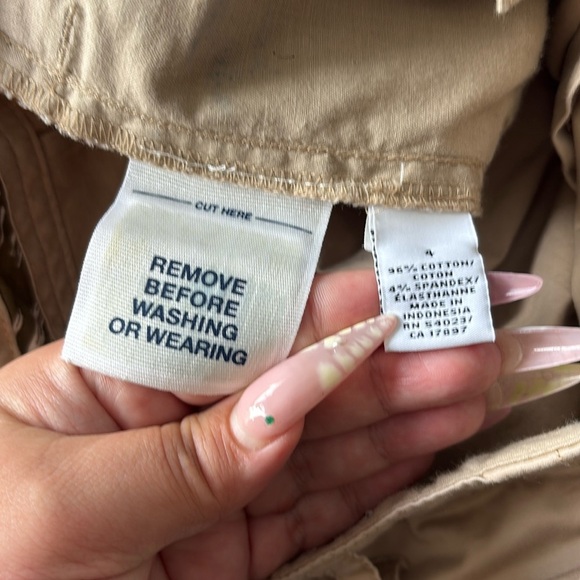 CUT HERE
REMOVE
BEFORE
WASHING
OR WEARING
4
96% COTTON/
COTON
4% SPANDEX/
ÉLASTHANNE
MADE IN
INDONESIA
RN 54023/
CA 17897